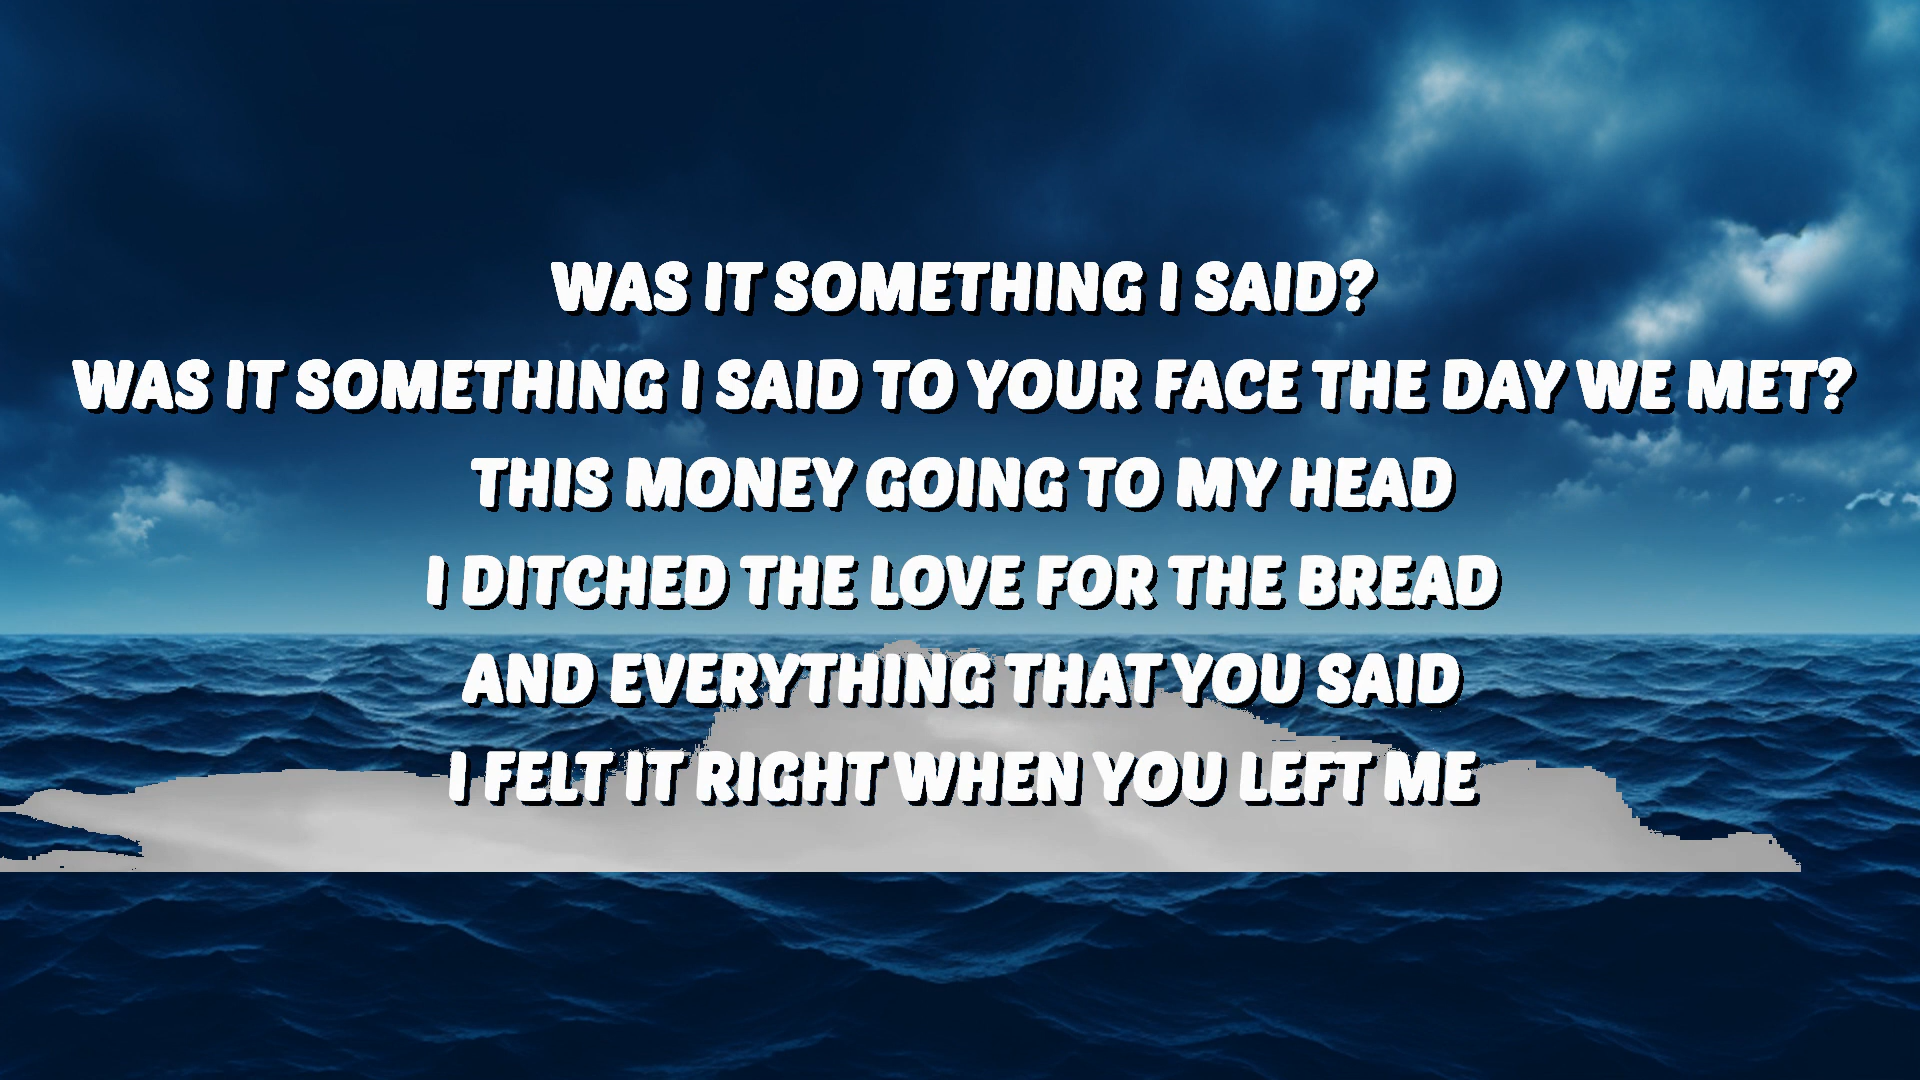 WAS IT SOMETHING I SAID?
WAS IT SOMETHING I SAID TO YOUR FACE THE DAY WE MET?
THIS MONEY GOING TO MY HEAD
I DITCHED THE LOVE FOR THE BREAD
AND EVERYTHING THAT YOU SAID
I FELT IT RIGHT WHEN YOU LEFT ME